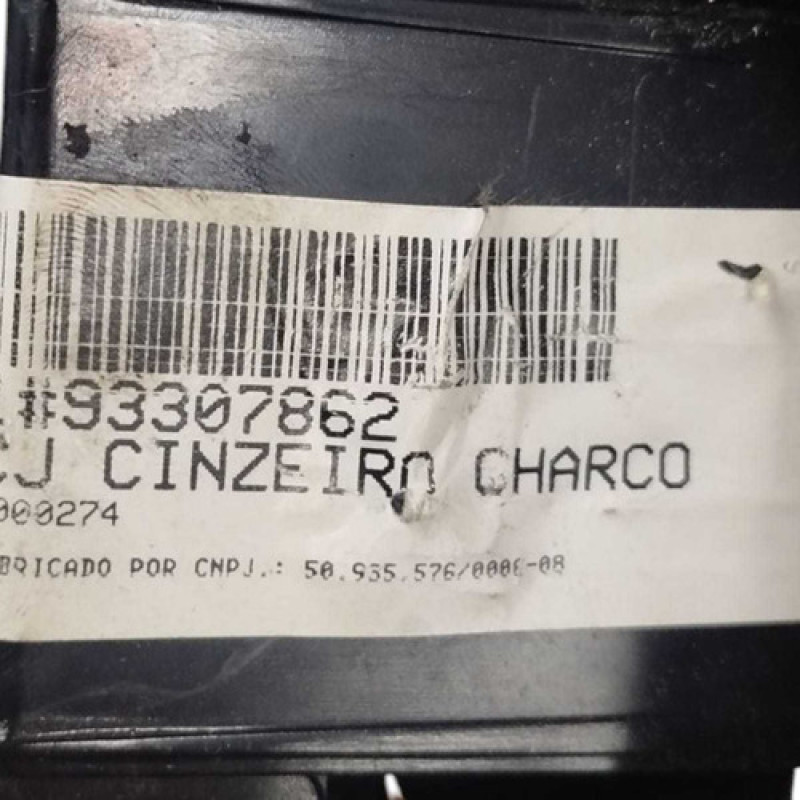 #93307862
CJ CINZEIRO CHARCO
000274
BRICADO POR CNPJ.: 50.935.576/0006-08